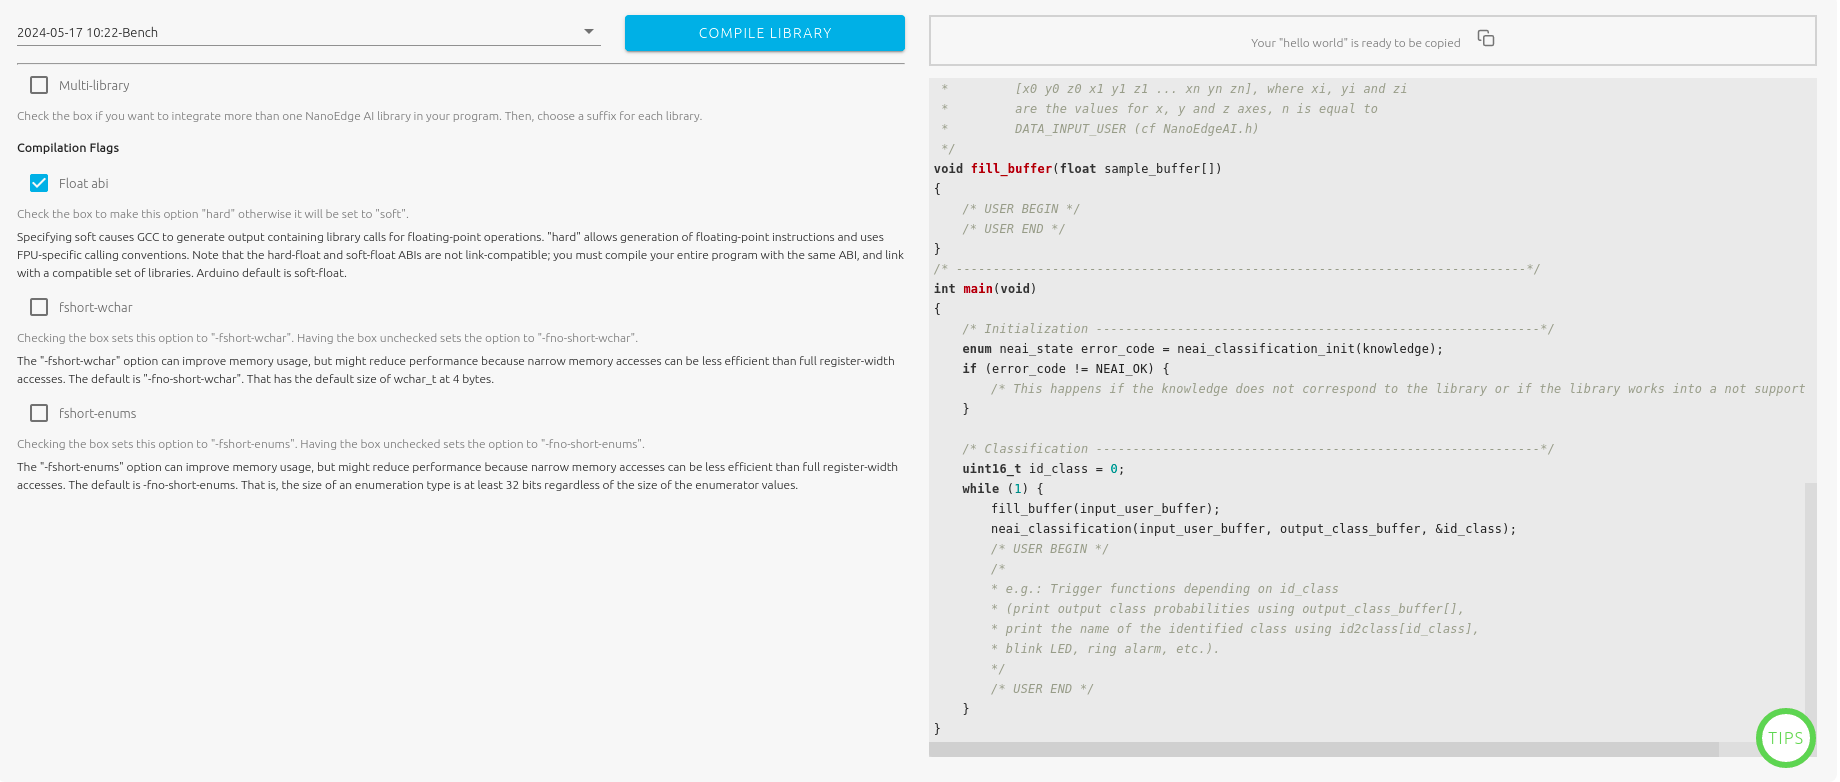 2024-05-17 10:22-Bench
COMPILE LIBRARY
Multi-library
Check the box if you want to integrate more than one NanoEdge AI library in your program. Then, choose a suffix for each library.
Compilation Flags
Float abi
Check the box to make this option "hard" otherwise it will be set to "soft".
Specifying soft causes GCC to generate output containing library calls for floating-point operations. "hard" allows generation of floating-point instructions and uses
FPU-specific calling conventions. Note that the hard-float and soft-float ABIs are not link-compatible; you must compile your entire program with the same ABI, and link
with a compatible set of libraries. Arduino default is soft-float.
fshort-wchar
Checking the box sets this option to "-fshort-wchar". Having the box unchecked sets the option to "-fno-short-wchar".
The "-fshort-wchar" option can improve memory usage, but might reduce performance because narrow memory accesses can be less efficient than full register-width
accesses. The default is "-fno-short-wchar". That has the default size of wchar_t at 4 bytes.
fshort-enums
Checking the box sets this option to "-fshort-enums". Having the box unchecked sets the option to "-fno-short-enums".
The "-fshort-enums" option can improve memory usage, but might reduce performance because narrow memory accesses can be less efficient than full register-width
accesses. The default is -fno-short-enums. That is, the size of an enumeration type is at least 32 bits regardless of the size of the enumerator values.
Your "hello world" is ready to be copied
*         [x0 y0 z0 x1 y1 z1 ... xn yn zn], where xi, yi and zi
*         are the values for x, y and z axes, n is equal to
*         DATA_INPUT_USER (cf NanoEdgeAI.h)
*/
void fill_buffer(float sample_buffer[])
{
/* USER BEGIN */
/* USER END */
}
/* -----------------------------------------------------------------------------*/
int main(void)
{
/* Initialization ------------------------------------------------------------*/
enum neai_state error_code = neai_classification_init(knowledge);
if (error_code != NEAI_OK) {
/* This happens if the knowledge does not correspond to the library or if the library works into a not support
}
/* Classification ------------------------------------------------------------*/
uint16_t id_class = 0;
while (1) {
fill_buffer(input_user_buffer);
neai_classification(input_user_buffer, output_class_buffer, &id_class);
/* USER BEGIN */
/*
* e.g.: Trigger functions depending on id_class
* (print output class probabilities using output_class_buffer[],
* print the name of the identified class using id2class[id_class],
* blink LED, ring alarm, etc.).
*/
/* USER END */
}
}
TIPS